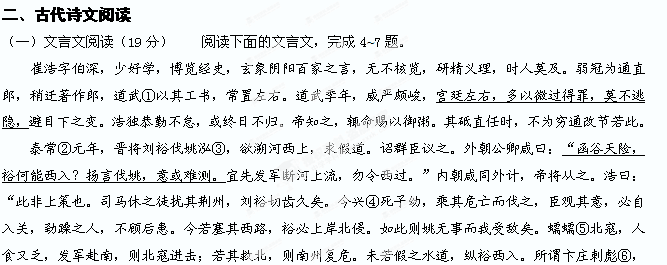 二、古代诗文阅读
（一）文言文阅读（19 分）　　阅读下面的文言文，完成 4~7 题。
崔浩字伯深，少好学，博览经史，玄象阴阳百家之言，无不核览，研精义理，时人莫及。弱冠为通直
郎，稍迁著作郎，道武①以其工书，常置左右。道武季年，威严颇峻，宫廷左右，多以微过得罪，莫不逃
隐，避目下之变。浩独恭勤不怠，或终日不归。帝知之，辄命赐以御粥。其砥直任时，不为穷通改节若此。
泰常②元年，晋将刘裕伐姚泓③，欲溯河西上，求假道。诏群臣议之。外朝公卿咸曰：“函谷天险，
裕何能西入？扬言伐姚，意或难测。宜先发军断河上流，勿令西过。”内朝咸同外计，帝将从之。浩曰：
“此非上策也。司马休之徒扰其荆州，刘裕切齿久矣。今兴④死子幼，乘其危亡而伐之，臣观其意，必自
入关，劲躁之人，不顾后患。今若塞其西路，裕必上岸北侵。如此则姚无事而我受敌矣。蠕蠕⑤北寇，人
食又乏，发军赴南，则北寇进击；若其救北，则南州复危。未若假之水道，纵裕西入。所谓卞庄刺彪⑥，